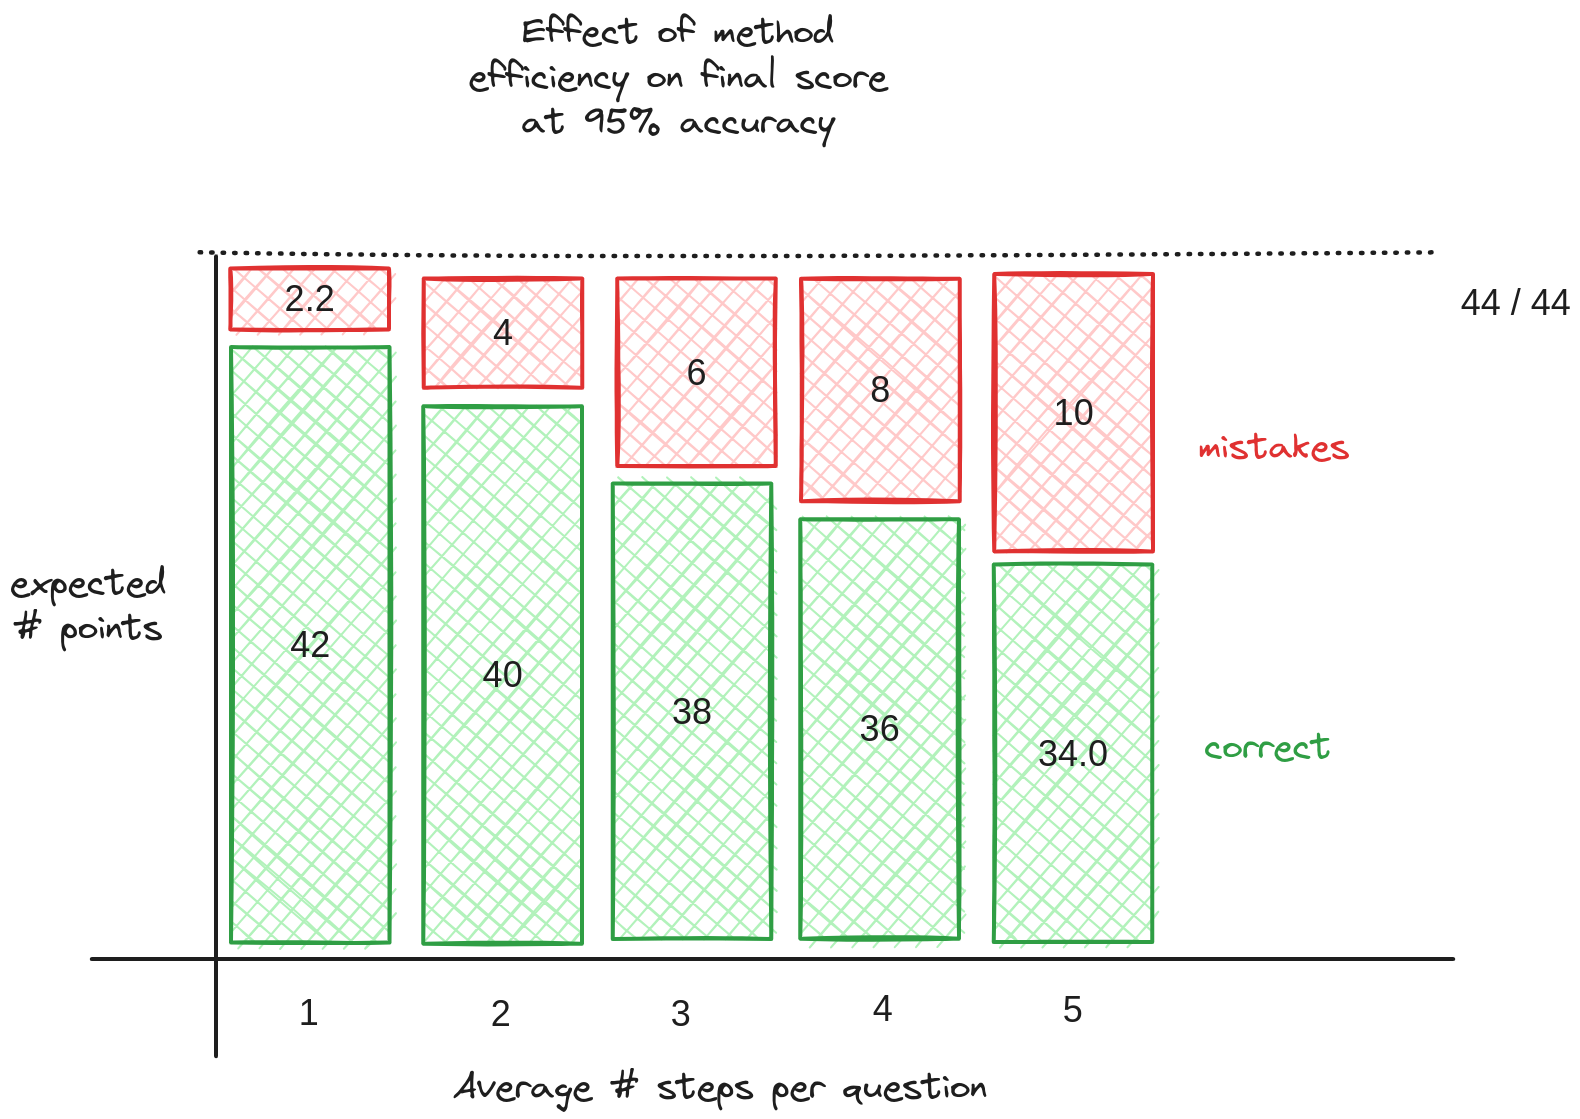 Effect of method
efficiency on final score
at 95% accuracy
44 / 44
2.2
4
6
8
10
mistakes
expected
# points
42
40
38
36
34.0
correct
1
2
3
4
5
Average # steps per question